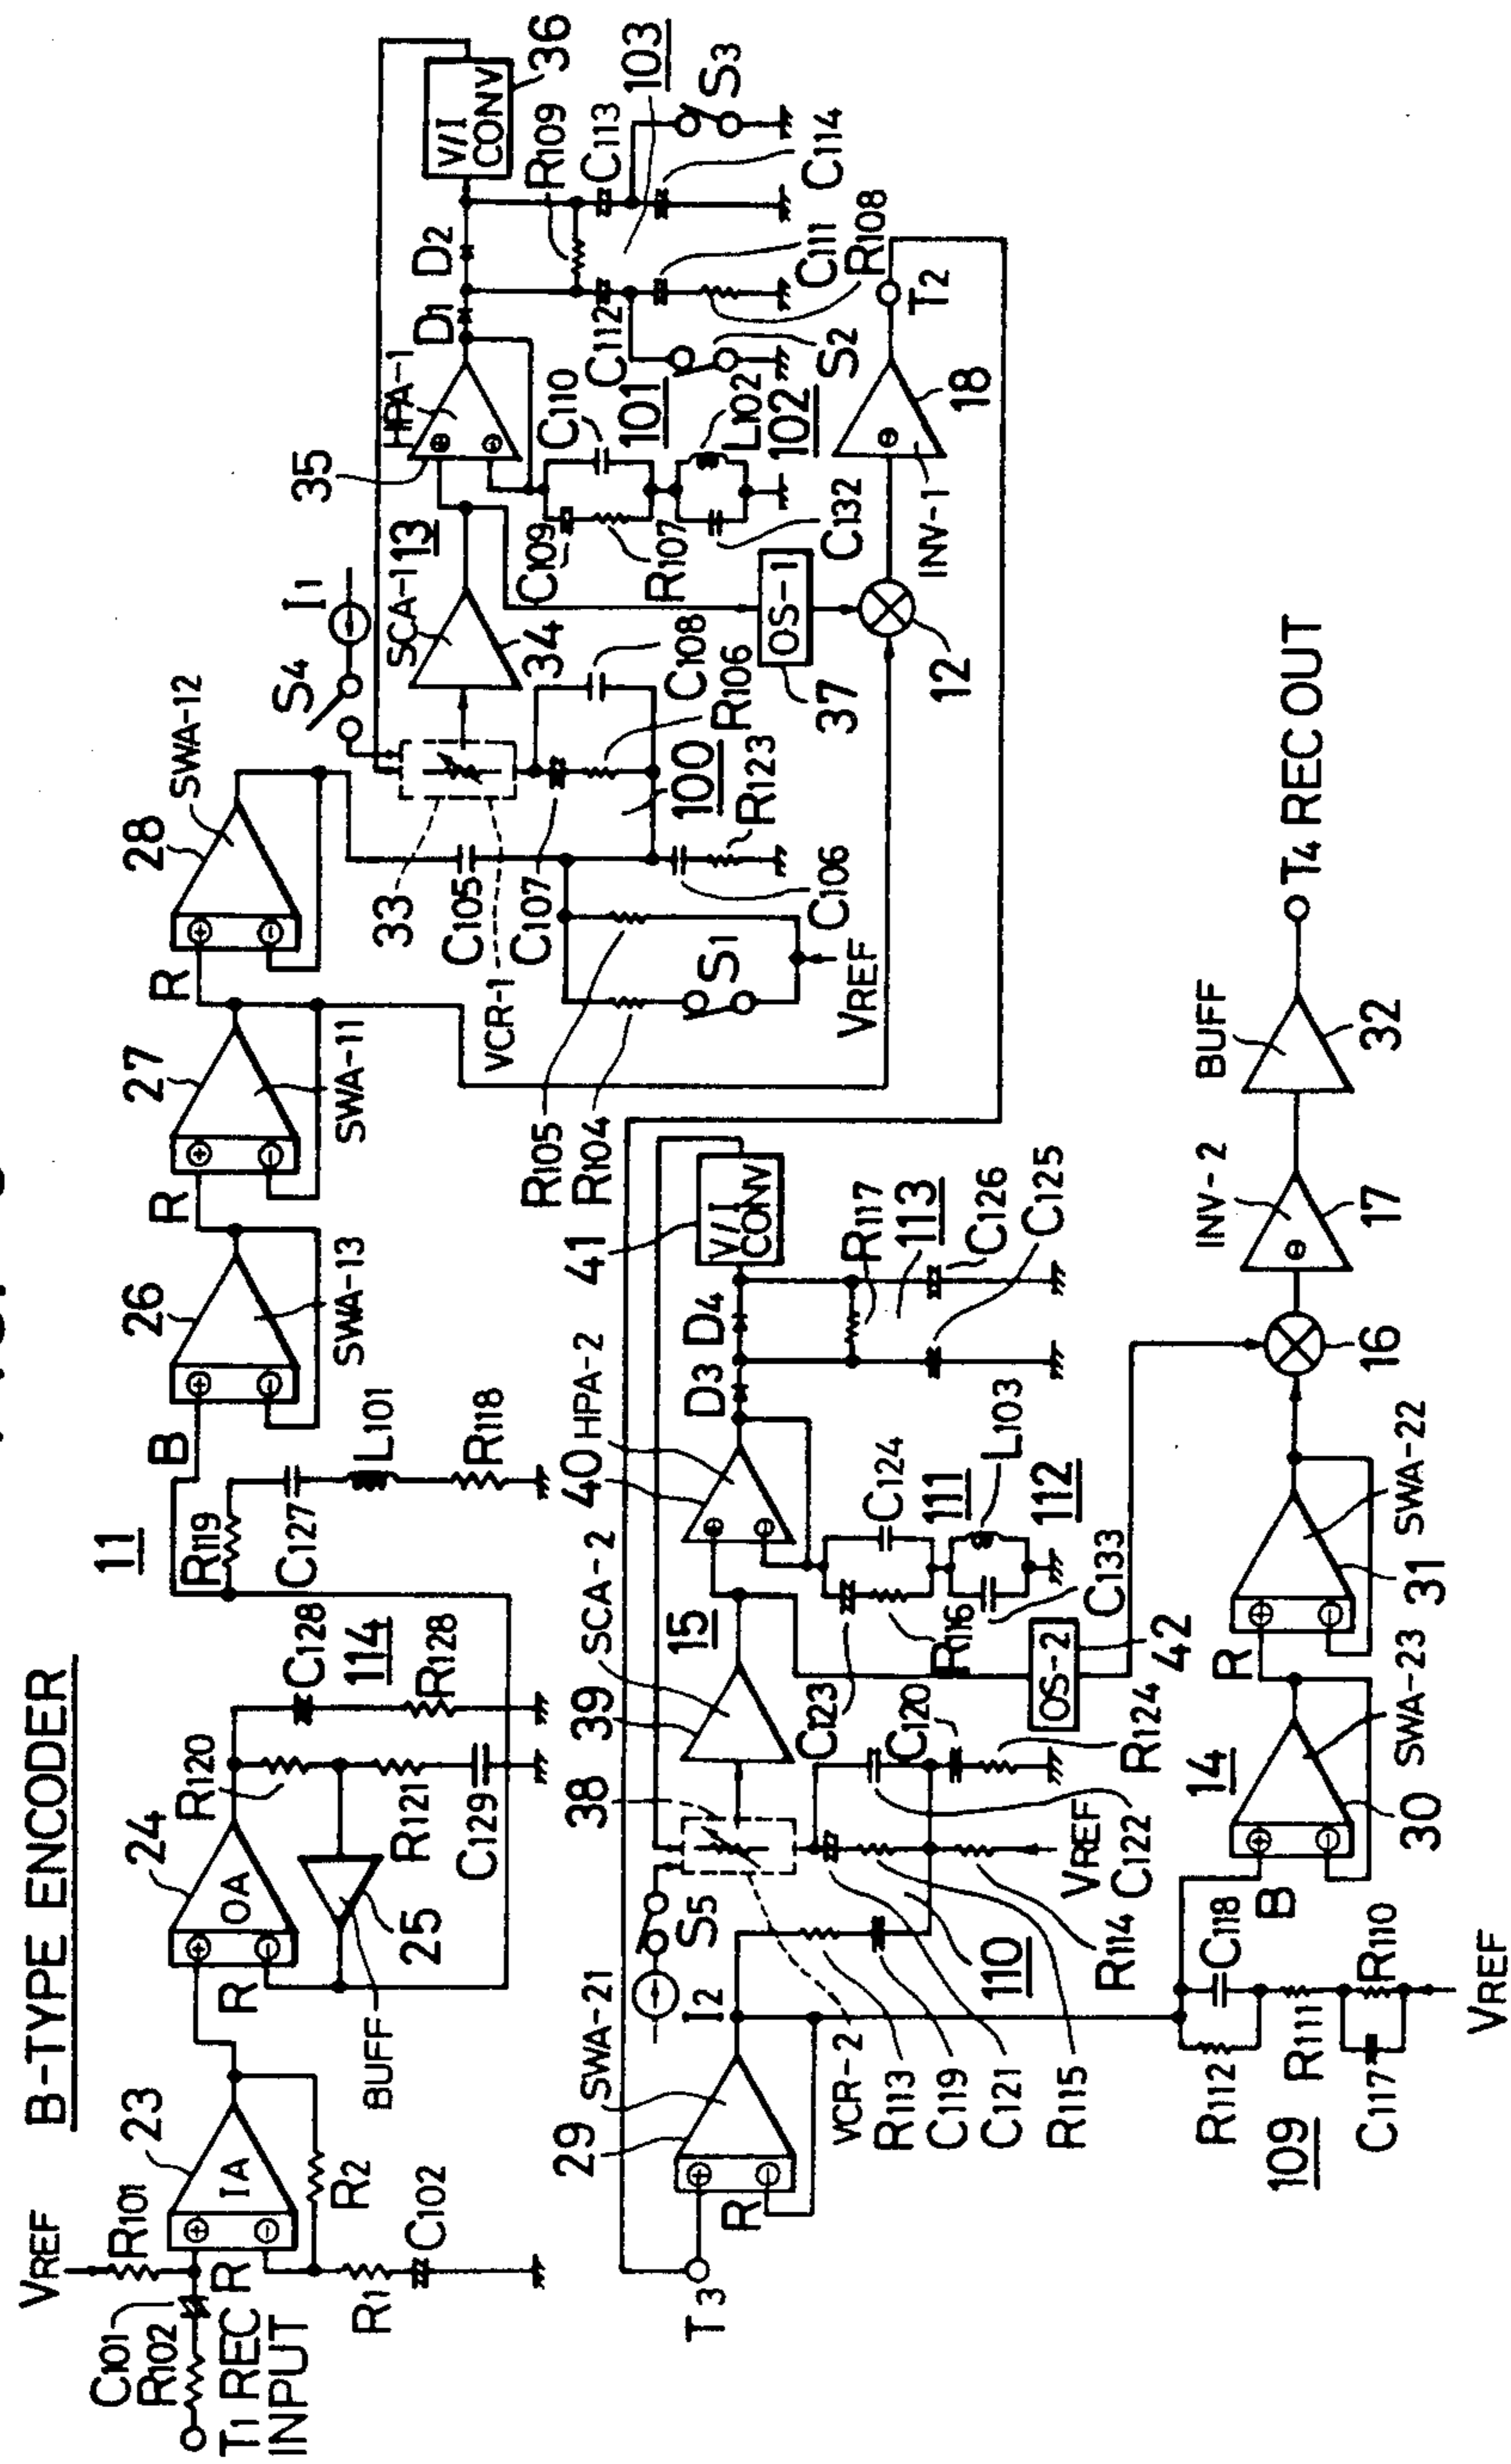 B-TYPE ENCODER
VREF
R101
C101
R102
T1 REC
INPUT
R
23
IA
R2
R1
C102
24
OA
R
R120
C128
114
R128
R121
C129
25
BUFF
11
R119
C127
L101
R118
B
26
SWA-13
R
27
SWA-11
R
28
SWA-12
S4
I1
33
VCR-1
C105
C107
R105
R104
S1
VREF
C106
R123
100
R106
C108
34
SCA-1
13
35
HPA-1
D1
D2
V/I
CONV
36
C109
R107
C110
101
L102
102
C132
C112
S2
C111
R108
R109
C113
103
S3
C114
OS-1
37
12
INV-1
18
T2
T3
29
SWA-21
R
I2
S5
VCR-2
R113
C119
C121
110
R115
R114
VREF
C122
R124
C120
38
39
SCA-2
15
40
HPA-2
C123
R116
C124
111
L103
112
C133
OS-2
42
D3
D4
41
V/I
CONV
R117
113
C126
C125
109
R112
C118
R111
C117
R110
VREF
B
14
30
SWA-23
R
31
SWA-22
16
INV-2
17
BUFF
32
T4 REC OUT